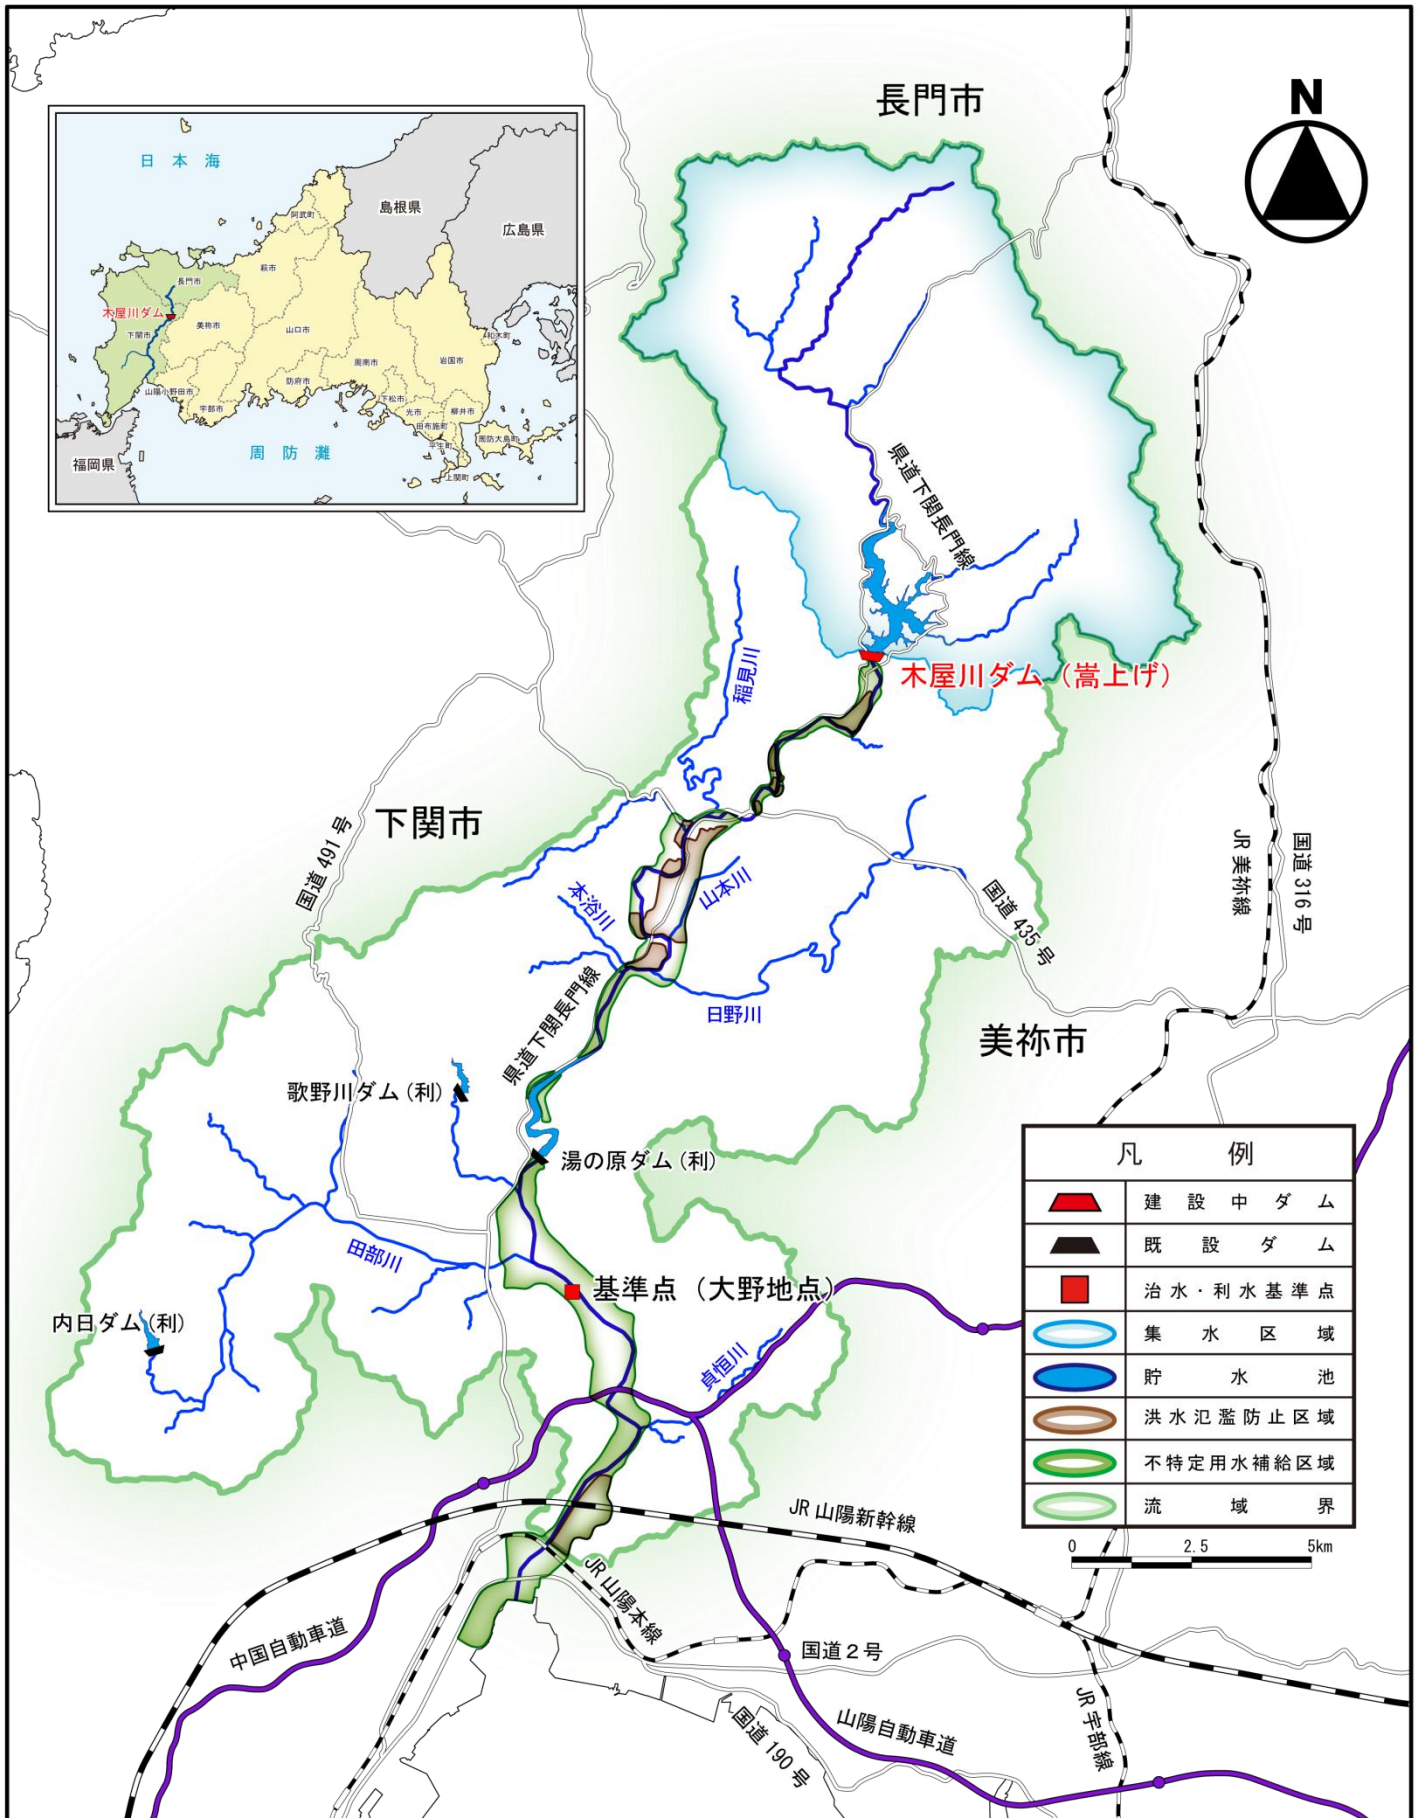 長門市
N
日本海
島根県
広島県
阿武町
萩市
長門市
木屋川ダム
下関市
美祢市
山口市
和木町
岩国市
周南市
山陽小野田市
宇部市
防府市
下松市
光市
柳井市
田布施町
平生町
周防大島町
上関町
周防灘
福岡県
県道下関長門線
木屋川ダム（嵩上げ）
稲見川
下関市
国道491号
JR美祢線
国道316号
本浴川
山本川
国道435号
県道下関長門線
日野川
美祢市
歌野川ダム(利)
湯の原ダム(利)
田部川
基準点（大野地点）
内日ダム(利)
貞恒川
凡例
建設中ダム
既設ダム
治水・利水基準点
集水区域
貯水池
洪水氾濫防止区域
不特定用水補給区域
流域界
0 2.5 5km
JR山陽新幹線
JR山陽本線
中国自動車道
国道2号
国道190号
山陽自動車道
JR宇部線